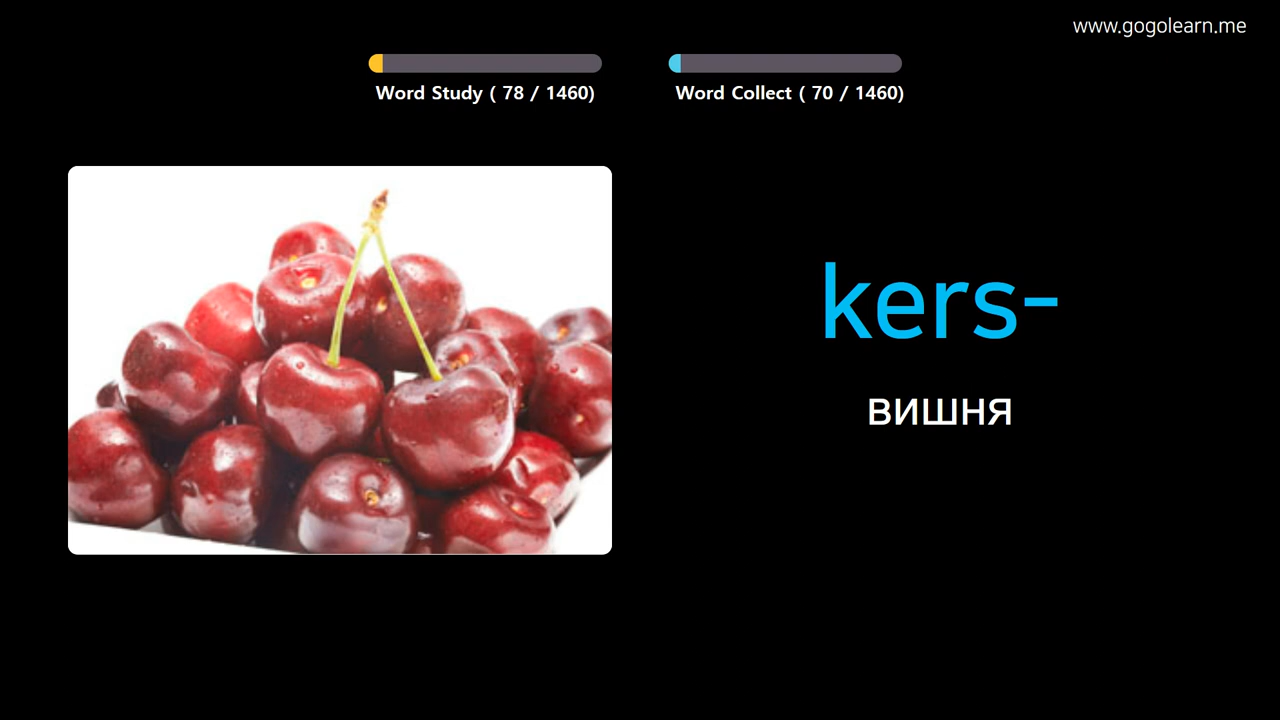 www.gogolearn.me
Word Study ( 78 / 1460)
Word Collect ( 70 / 1460)
kers-
вишня